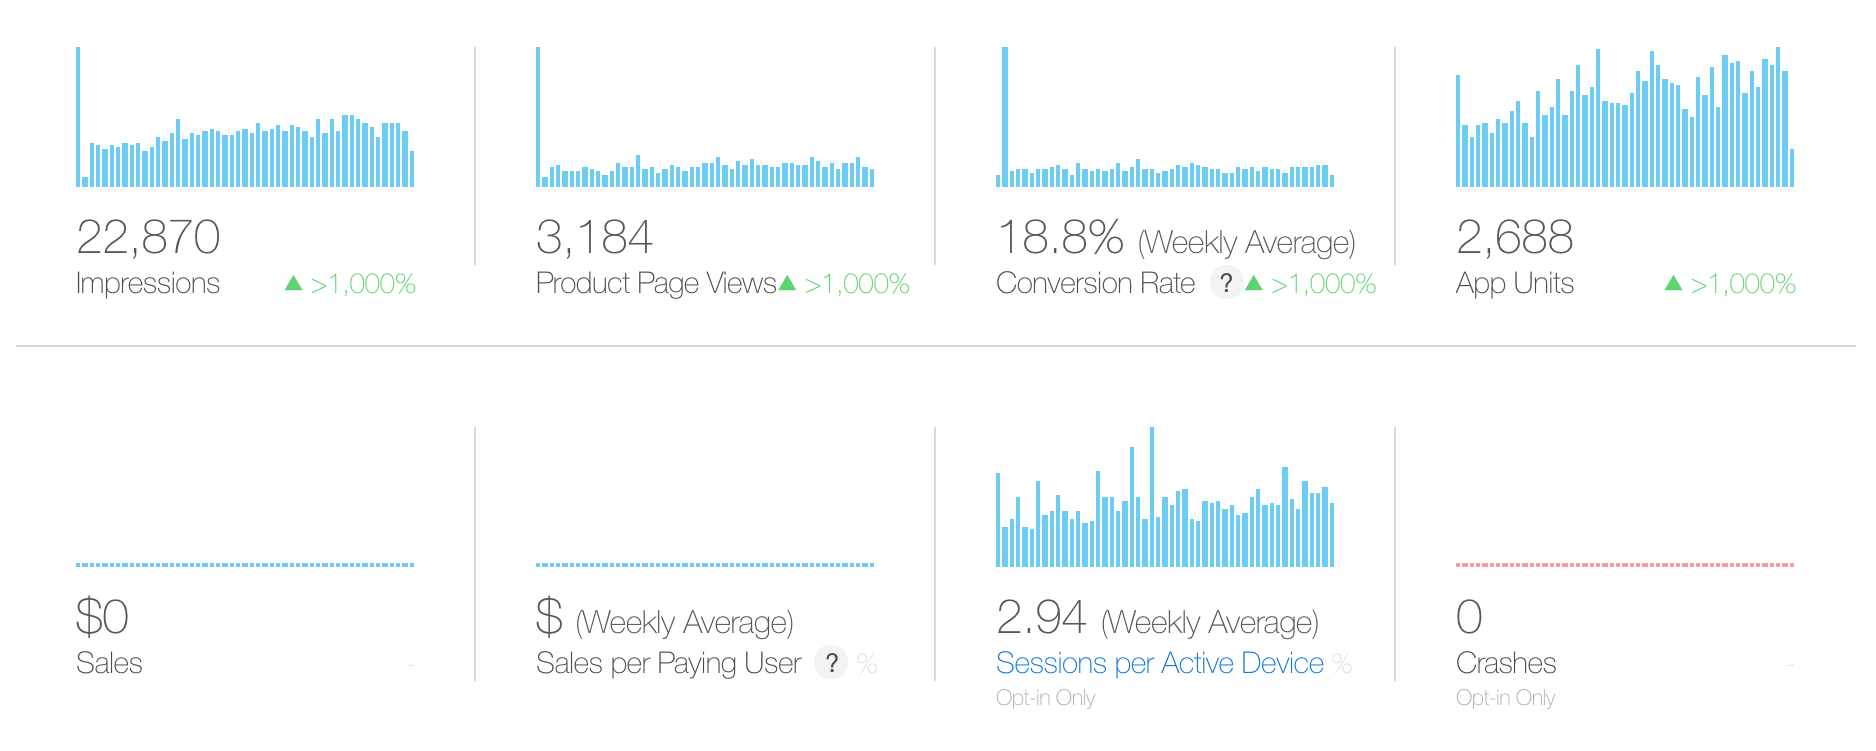 22,870
Impressions ▲ >1,000%
3,184
Product Page Views ▲ >1,000%
18.8% (Weekly Average)
Conversion Rate ? ▲ >1,000%
2,688
App Units ▲ >1,000%
$0
Sales -
$ (Weekly Average)
Sales per Paying User ? %
2.94 (Weekly Average)
Sessions per Active Device %
Opt-in Only
0
Crashes -
Opt-in Only